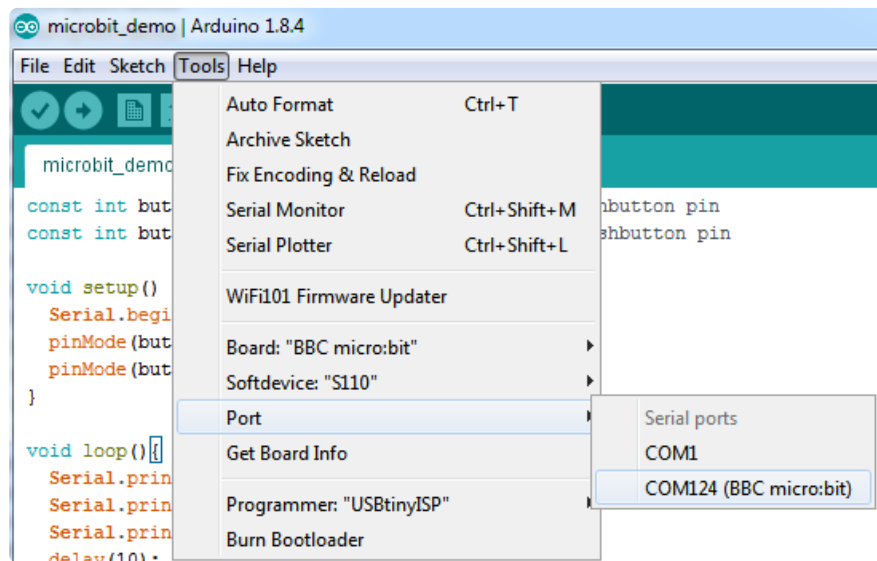 microbit_demo | Arduino 1.8.4
File Edit Sketch Tools Help
microbit_demo
Auto Format Ctrl+T
Archive Sketch
Fix Encoding & Reload
Serial Monitor Ctrl+Shift+M
Serial Plotter Ctrl+Shift+L
WiFi101 Firmware Updater
Board: "BBC micro:bit"
Softdevice: "S110"
Port
Get Board Info
Programmer: "USBtinyISP"
Burn Bootloader
Serial ports
COM1
COM124 (BBC micro:bit)
const int but hbutton pin
const int but shbutton pin
void setup()
Serial.begi
pinMode(but
pinMode(but
}
void loop(){
Serial.prin
Serial.prin
Serial.prin
delay(10);